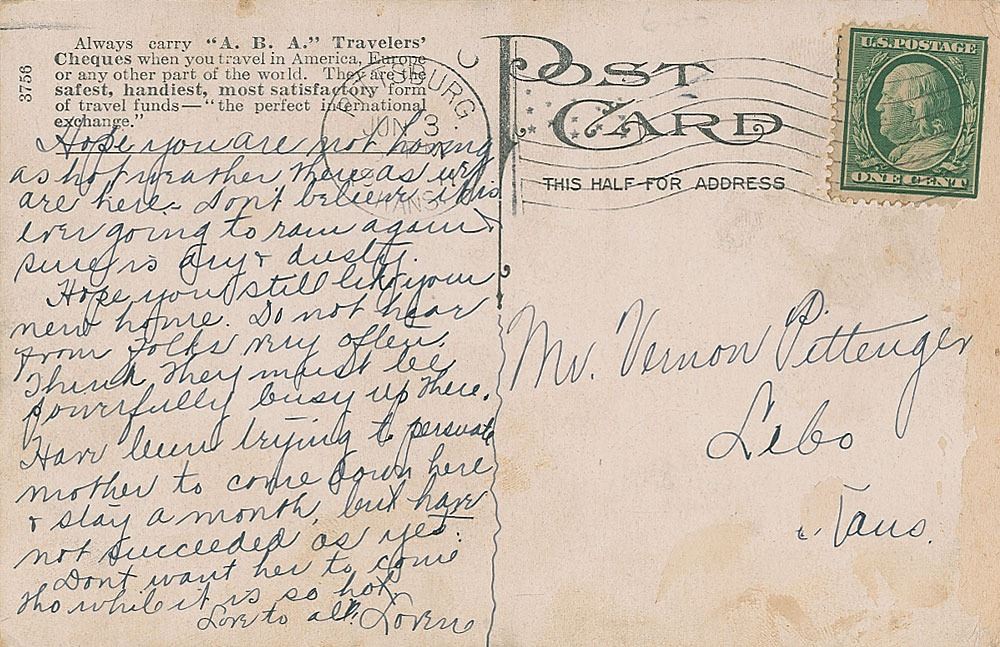 Always carry "A. B. A." Travelers'
Cheques when you travel in America, Europe
or any other part of the world. They are the
safest, handiest, most satisfactory form
of travel funds—"the perfect international
exchange."
3756
Hope you are not having
as hot weather there as we
are here. Don't believe its
ever going to rain again
sure is dry & dusty.
Hope you still like your
new home. Do not hear
from folks very often.
Think they must be
powerfully busy up there.
Have been trying to persuade
mother to come down here
& stay a month, but have
not succeeded as yet.
Dont want her to come
tho while it is so hot.
Love to all. Loren
BURG
JUN 3
POST
CARD
THIS HALF FOR ADDRESS
U.S. POSTAGE
ONE CENT
Mr. Vernon Pittenger
Lebo
Kans.